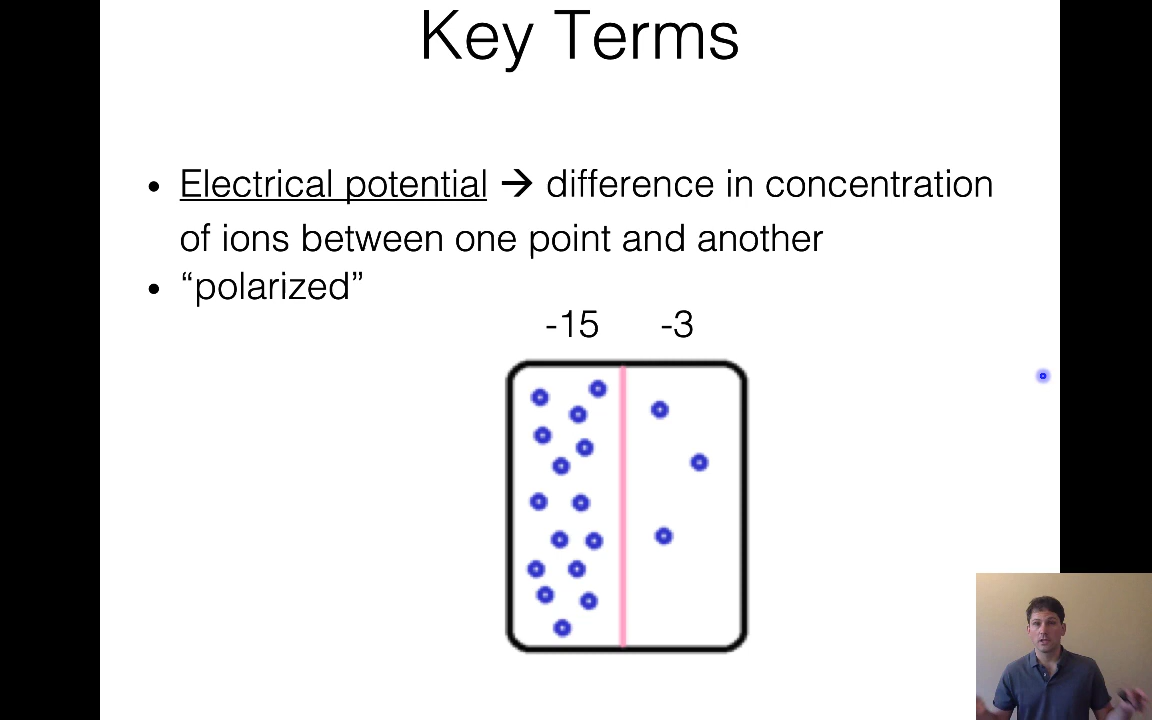 Key Terms
• Electrical potential → difference in concentration
of ions between one point and another
• “polarized”
-15 -3